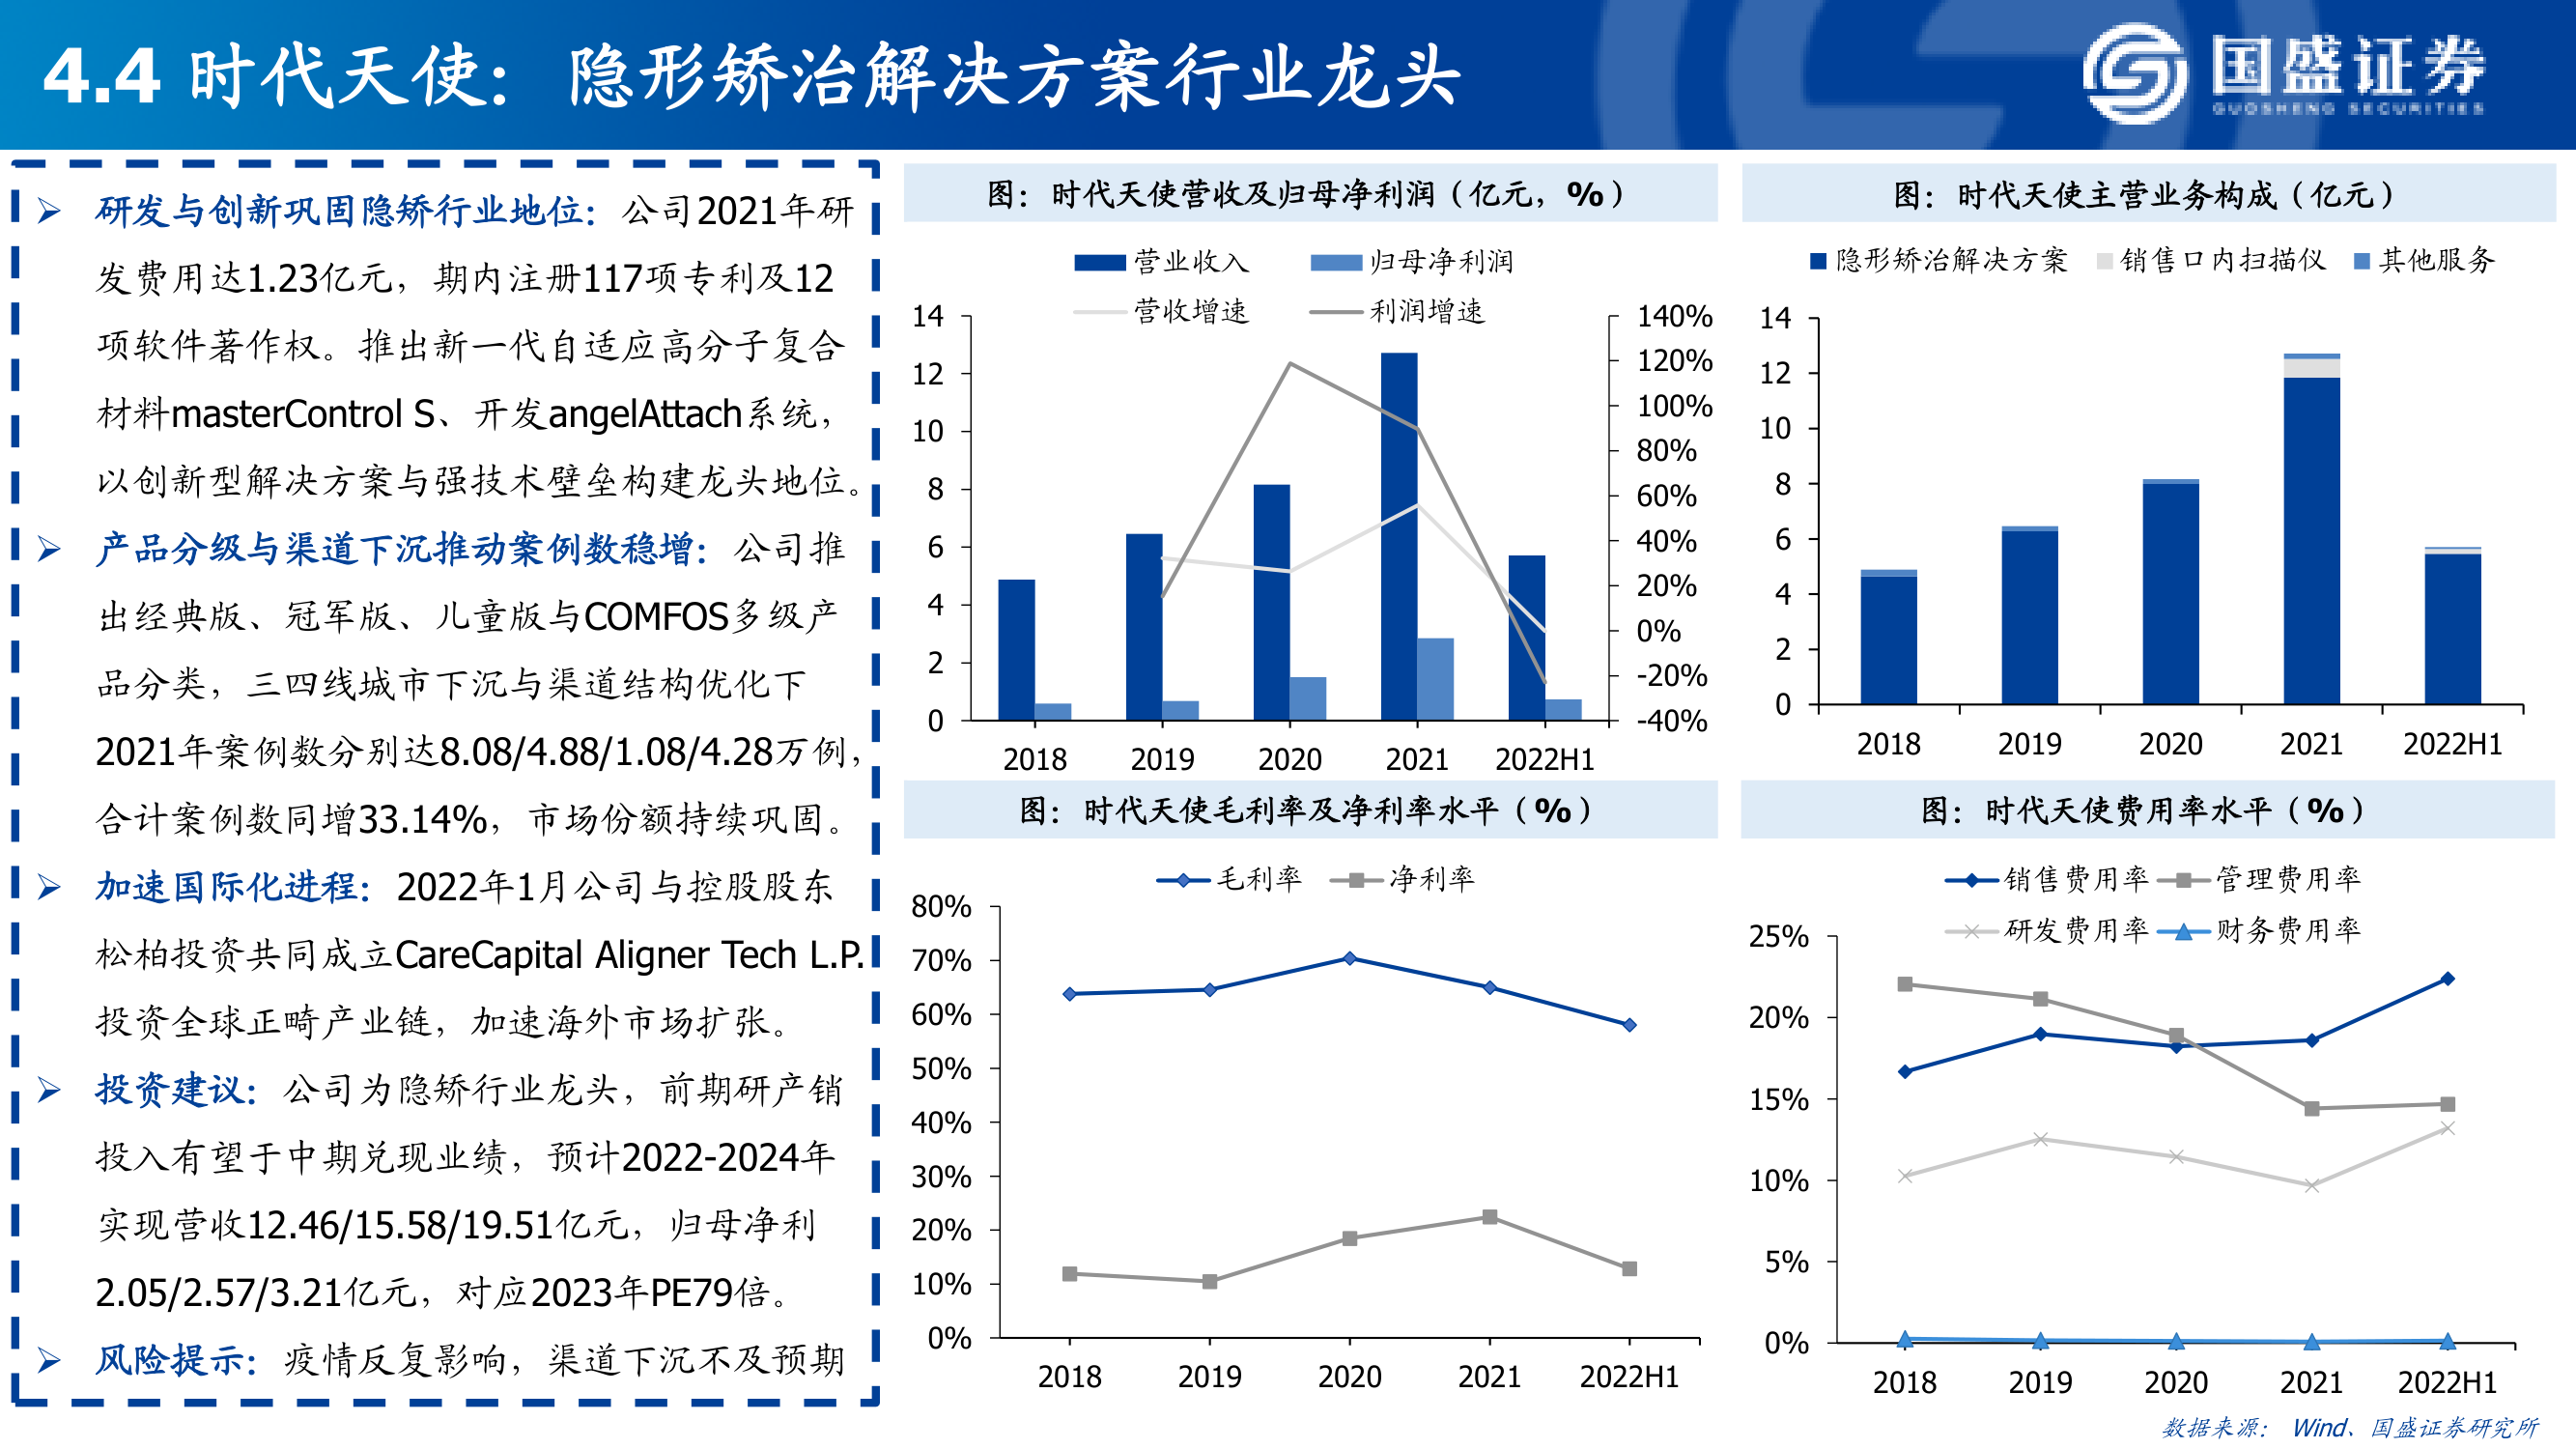 4.4 时代天使：隐形矫治解决方案行业龙头
国盛证券
GUOSHENG SECURITIES
➢ 研发与创新巩固隐矫行业地位：公司2021年研
发费用达1.23亿元，期内注册117项专利及12
项软件著作权。推出新一代自适应高分子复合
材料masterControl S、开发angelAttach系统，
以创新型解决方案与强技术壁垒构建龙头地位。
➢ 产品分级与渠道下沉推动案例数稳增：公司推
出经典版、冠军版、儿童版与COMFOS多级产
品分类，三四线城市下沉与渠道结构优化下
2021年案例数分别达8.08/4.88/1.08/4.28万例，
合计案例数同增33.14%，市场份额持续巩固。
➢ 加速国际化进程：2022年1月公司与控股股东
松柏投资共同成立CareCapital Aligner Tech L.P.
投资全球正畸产业链，加速海外市场扩张。
➢ 投资建议：公司为隐矫行业龙头，前期研产销
投入有望于中期兑现业绩，预计2022-2024年
实现营收12.46/15.58/19.51亿元，归母净利
2.05/2.57/3.21亿元，对应2023年PE79倍。
➢ 风险提示：疫情反复影响，渠道下沉不及预期
图：时代天使营收及归母净利润（亿元，%）
营业收入 归母净利润
营收增速 利润增速
14 140%
12 120%
10 100%
8 80%
6 60%
4 40%
2 20%
0 0%
-20%
-40%
2018 2019 2020 2021 2022H1
图：时代天使主营业务构成（亿元）
隐形矫治解决方案 销售口内扫描仪 其他服务
14
12
10
8
6
4
2
0
2018 2019 2020 2021 2022H1
图：时代天使毛利率及净利率水平（%）
毛利率 净利率
80%
70%
60%
50%
40%
30%
20%
10%
0%
2018 2019 2020 2021 2022H1
图：时代天使费用率水平（%）
销售费用率 管理费用率
研发费用率 财务费用率
25%
20%
15%
10%
5%
0%
2018 2019 2020 2021 2022H1
数据来源：Wind、国盛证券研究所